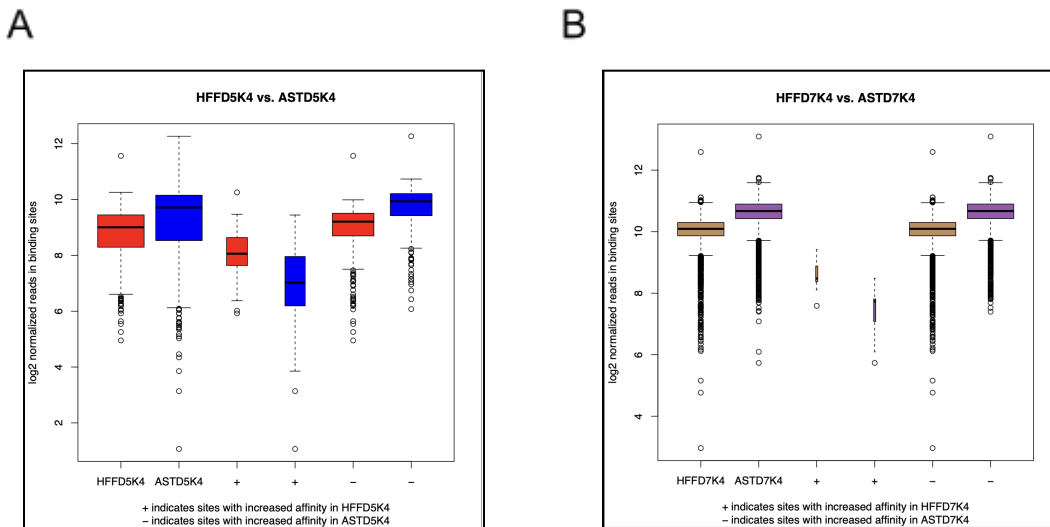 A
B
HFFD5K4 vs. ASTD5K4
log2 normalized reads in binding sites
12
10
8
6
4
2
HFFD5K4 ASTD5K4 + + − −
+ indicates sites with increased affinity in HFFD5K4
− indicates sites with increased affinity in ASTD5K4
HFFD7K4 vs. ASTD7K4
log2 normalized reads in binding sites
12
10
8
6
4
HFFD7K4 ASTD7K4 + + − −
+ indicates sites with increased affinity in HFFD7K4
− indicates sites with increased affinity in ASTD7K4